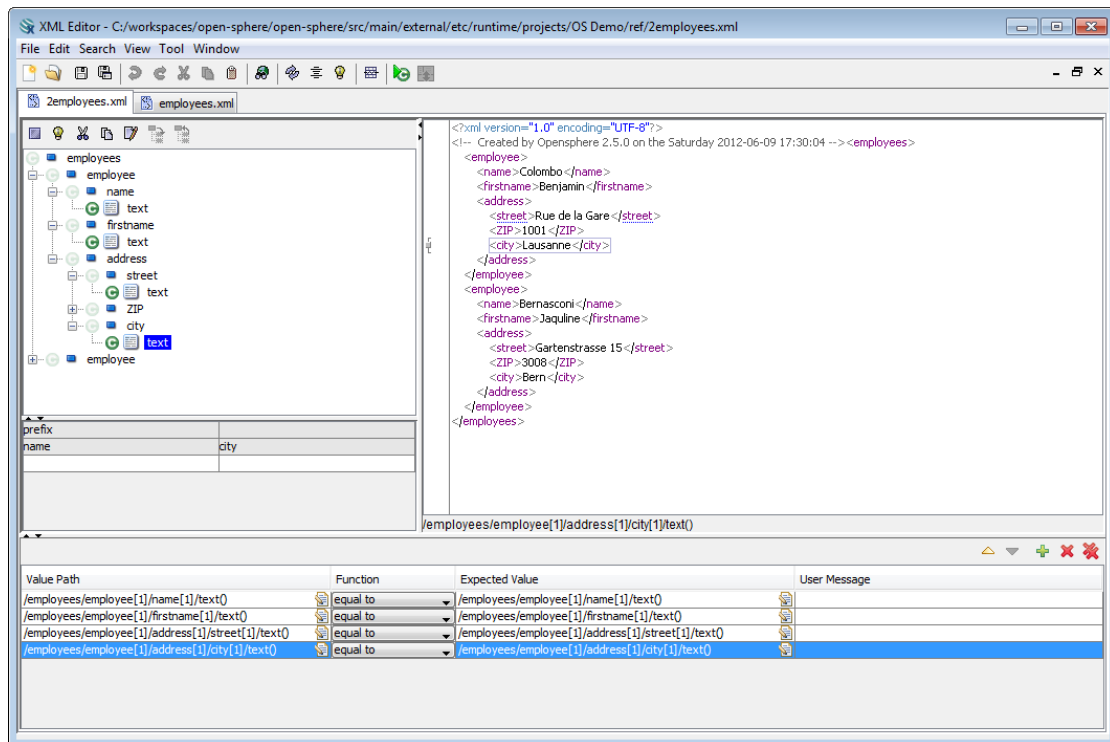 XML Editor - C:/workspaces/open-sphere/open-sphere/src/main/external/etc/runtime/projects/OS Demo/ref/2employees.xml
File Edit Search View Tool Window
2employees.xml employees.xml
employees
employee
name
text
firstname
text
address
street
text
ZIP
city
text
employee
prefix
name city
<?xml version="1.0" encoding="UTF-8"?>
<!-- Created by Opensphere 2.5.0 on the Saturday 2012-06-09 17:30:04 --><employees>
<employee>
<name>Colombo</name>
<firstname>Benjamin</firstname>
<address>
<street>Rue de la Gare</street>
<ZIP>1001</ZIP>
<city>Lausanne</city>
</address>
</employee>
<employee>
<name>Bernasconi</name>
<firstname>Jaquline</firstname>
<address>
<street>Gartenstrasse 15</street>
<ZIP>3008</ZIP>
<city>Bern</city>
</address>
</employee>
</employees>
/employees/employee[1]/address[1]/city[1]/text()
Value Path Function Expected Value User Message
/employees/employee[1]/name[1]/text() equal to /employees/employee[1]/name[1]/text()
/employees/employee[1]/firstname[1]/text() equal to /employees/employee[1]/firstname[1]/text()
/employees/employee[1]/address[1]/street[1]/text() equal to /employees/employee[1]/address[1]/street[1]/text()
/employees/employee[1]/address[1]/city[1]/text() equal to /employees/employee[1]/address[1]/city[1]/text()